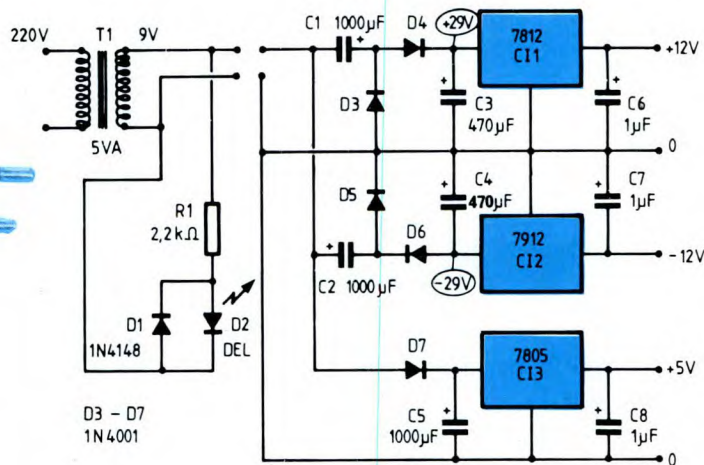 220V
T1
9V
5VA
R1
2,2kΩ
D1
1N4148
D2
DEL
D3 – D7
1N4001
C1
1000µF
+
D4
+29V
7812
CI1
+12V
D3
+
C3
470µF
+
C6
1µF
0
D5
+
C4
470µF
+
C7
1µF
D6
+
C2
1000µF
-29V
7912
CI2
-12V
D7
7805
CI3
+5V
+
C5
1000µF
+
C8
1µF
0